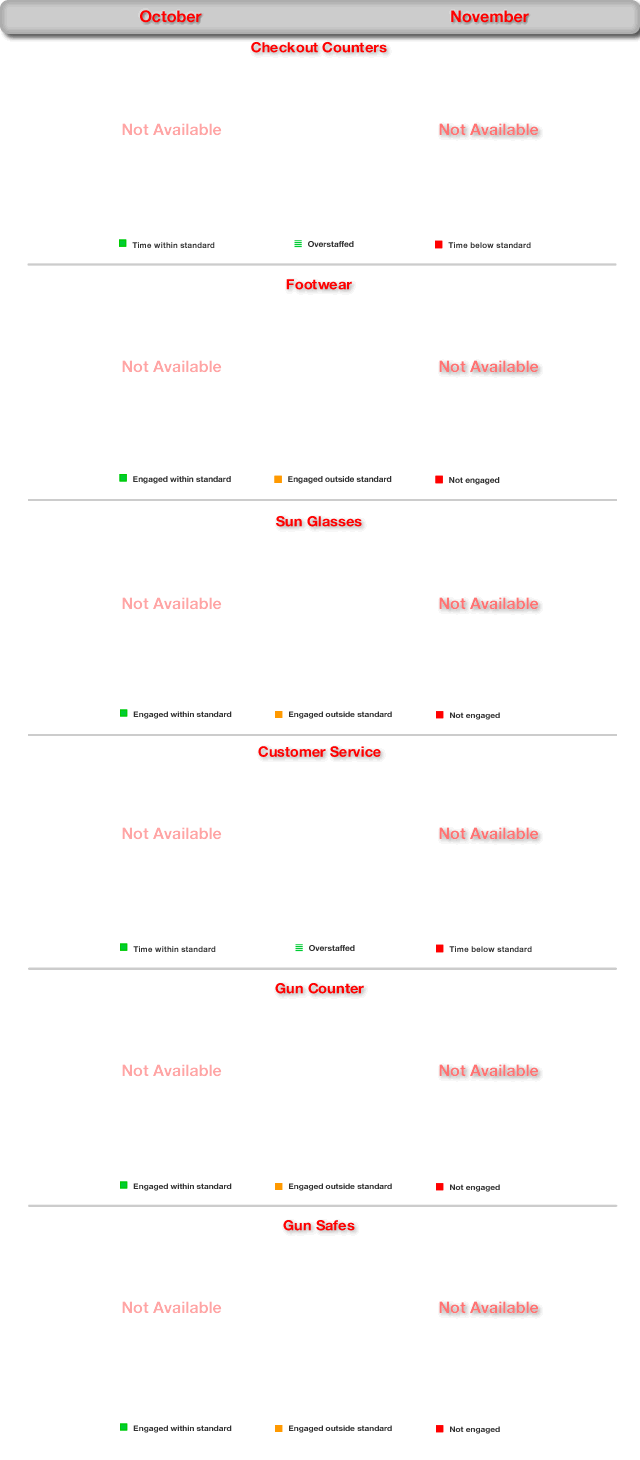 October November
Checkout Counters
Not Available Not Available
Time within standard Overstaffed Time below standard
Footwear
Not Available Not Available
Engaged within standard Engaged outside standard Not engaged
Sun Glasses
Not Available Not Available
Engaged within standard Engaged outside standard Not engaged
Customer Service
Not Available Not Available
Time within standard Overstaffed Time below standard
Gun Counter
Not Available Not Available
Engaged within standard Engaged outside standard Not engaged
Gun Safes
Not Available Not Available
Engaged within standard Engaged outside standard Not engaged